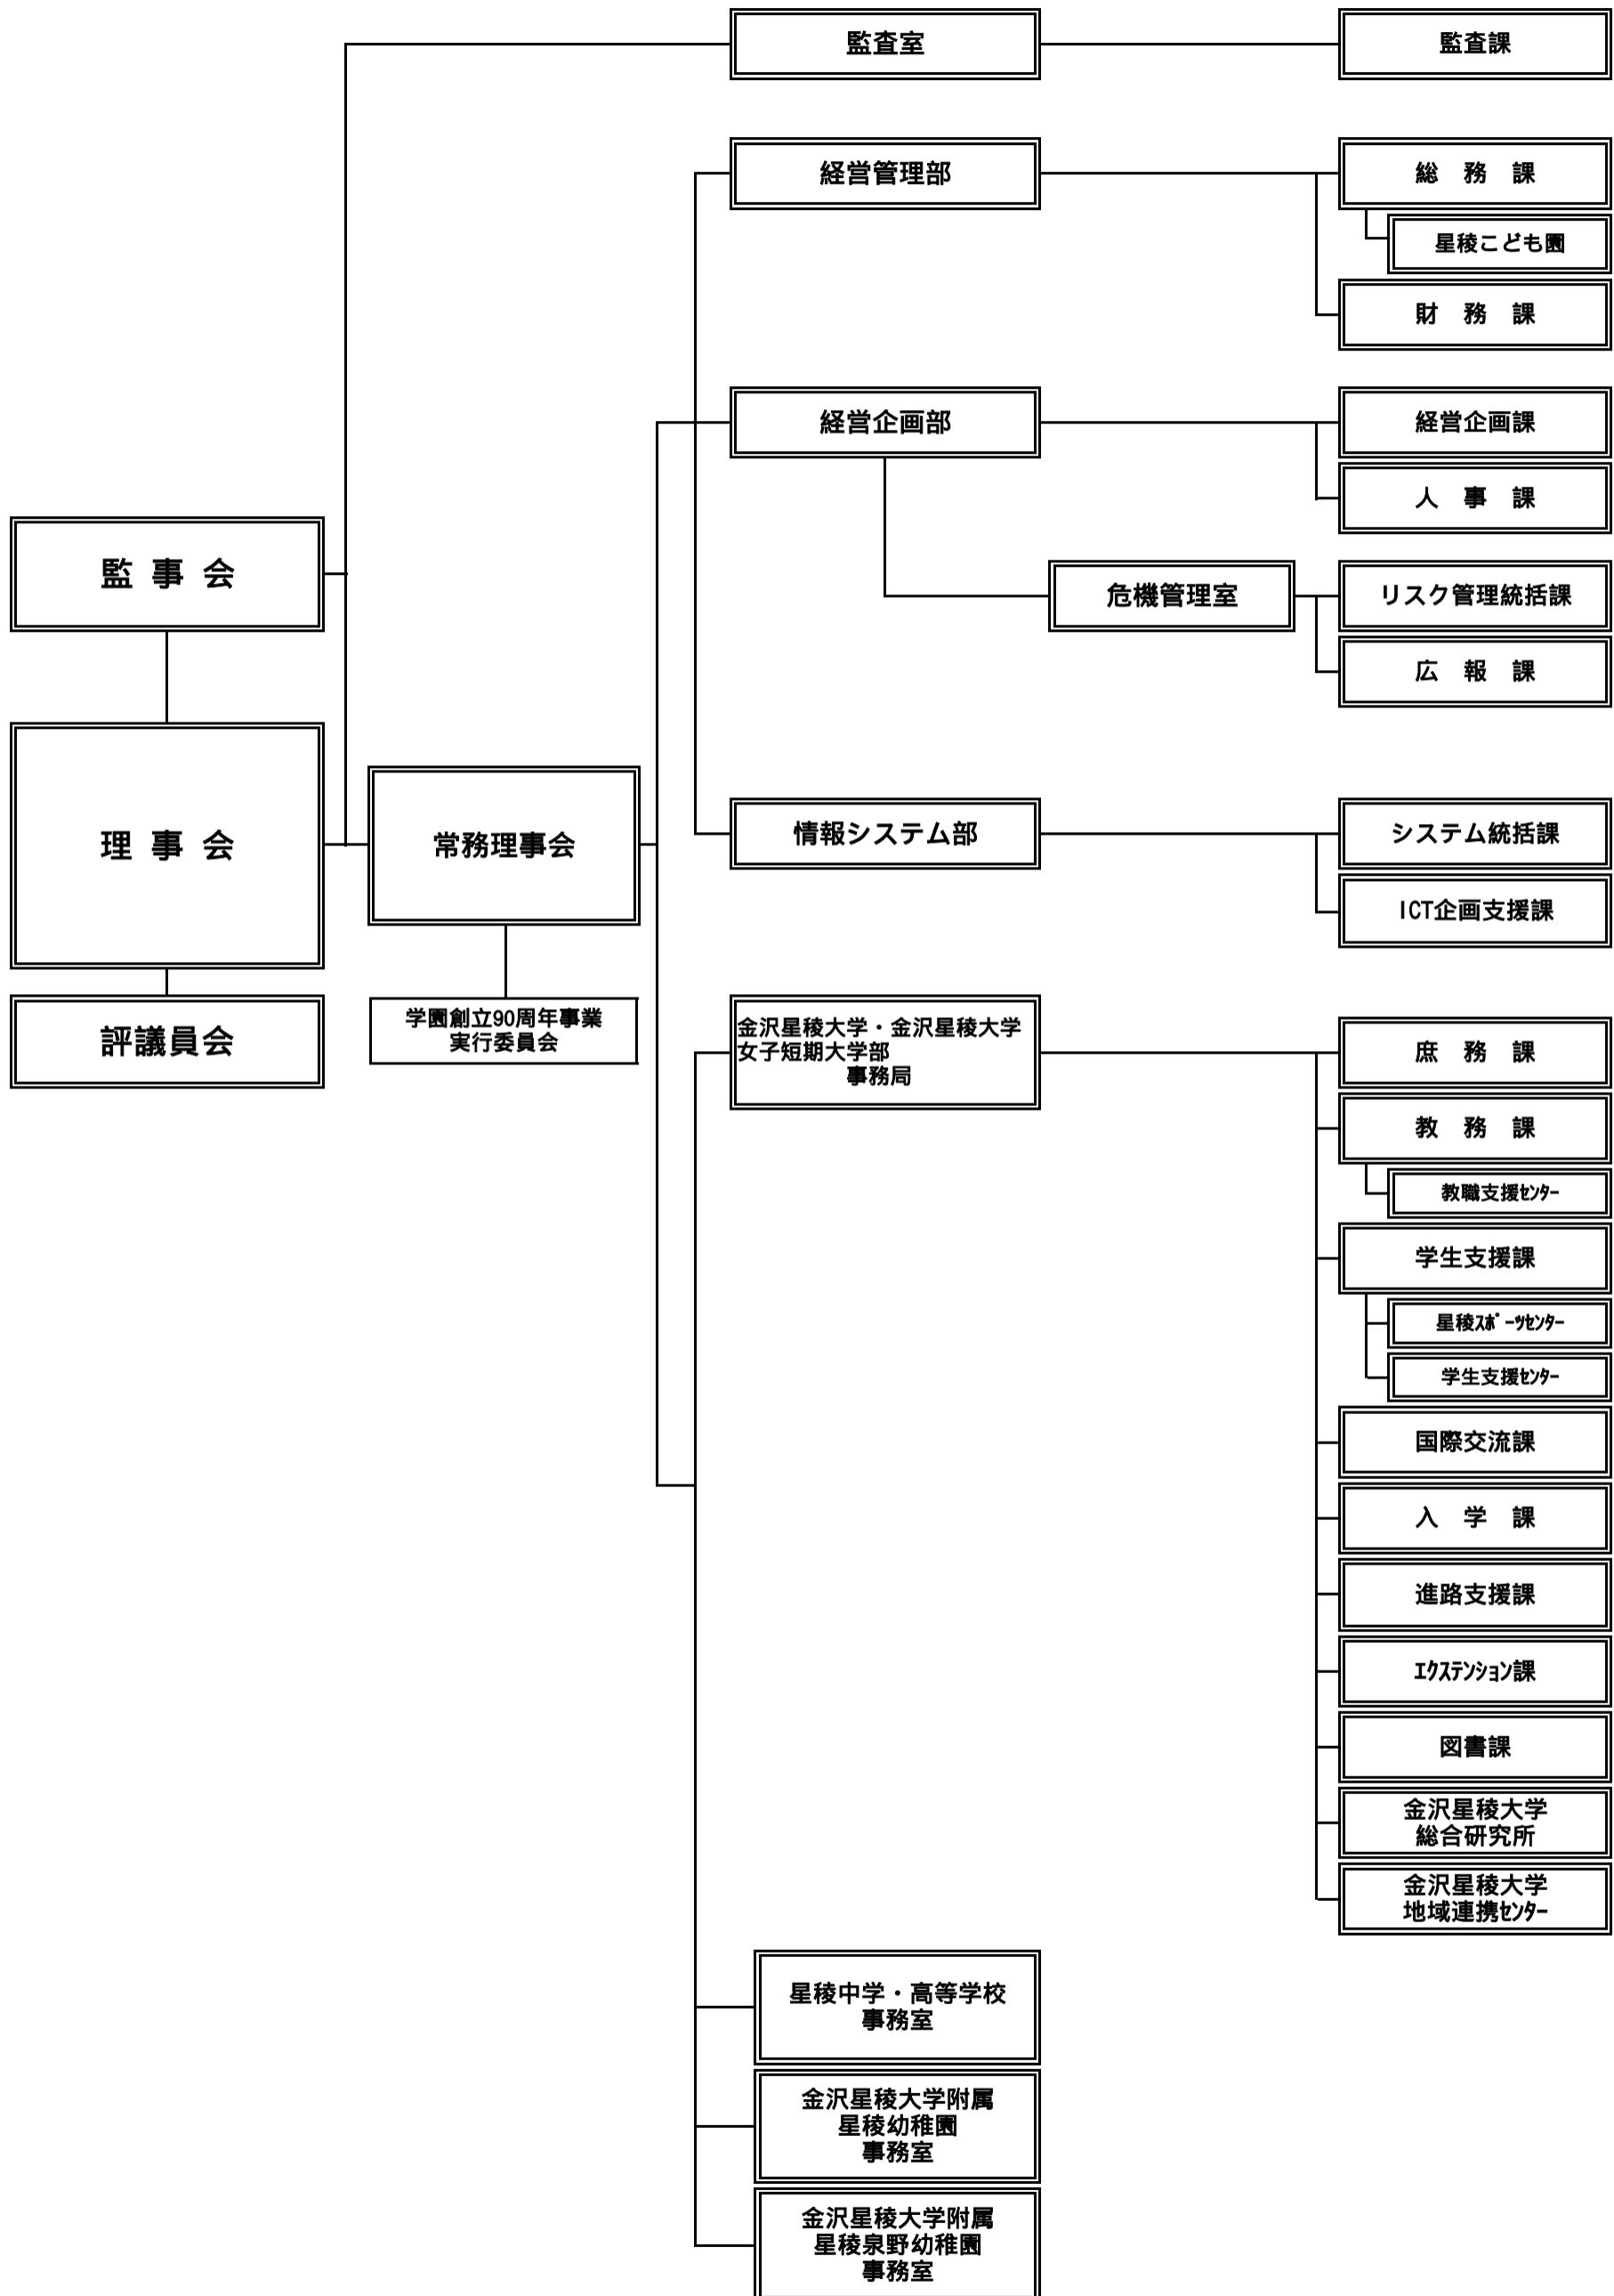 監査室
監査課
経営管理部
総　務　課
星稜こども園
財　務　課
経営企画部
経営企画課
人　事　課
監 事 会
危機管理室
リスク管理統括課
広　報　課
理 事 会
常務理事会
情報システム部
システム統括課
ICT企画支援課
評議員会
学園創立90周年事業
実行委員会
金沢星稜大学・金沢星稜大学
女子短期大学部
事務局
庶　務　課
教　務　課
教職支援ｾﾝﾀｰ
学生支援課
星稜ｽﾎﾟｰﾂｾﾝﾀｰ
学生支援ｾﾝﾀｰ
国際交流課
入　学　課
進路支援課
ｴｸｽﾃﾝｼｮﾝ課
図書課
金沢星稜大学
総合研究所
金沢星稜大学
地域連携ｾﾝﾀｰ
星稜中学・高等学校
事務室
金沢星稜大学附属
星稜幼稚園
事務室
金沢星稜大学附属
星稜泉野幼稚園
事務室